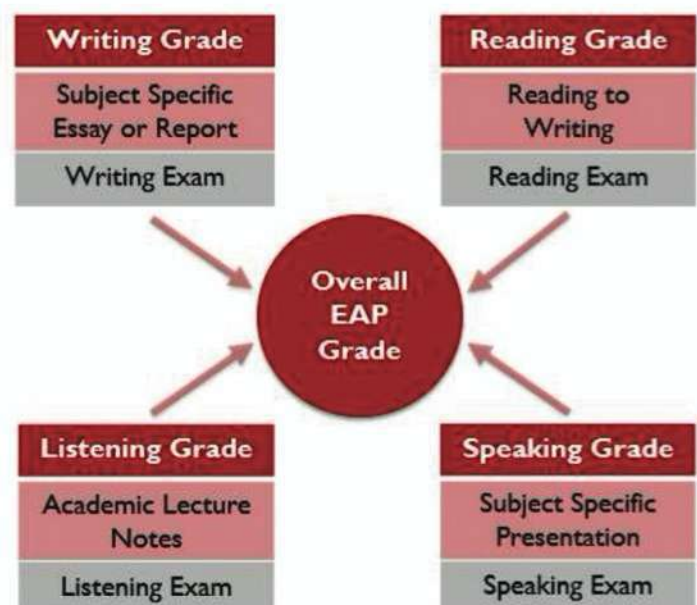 Writing Grade
Subject Specific
Essay or Report
Writing Exam
Reading Grade
Reading to
Writing
Reading Exam
Overall
EAP
Grade
Listening Grade
Academic Lecture
Notes
Listening Exam
Speaking Grade
Subject Specific
Presentation
Speaking Exam